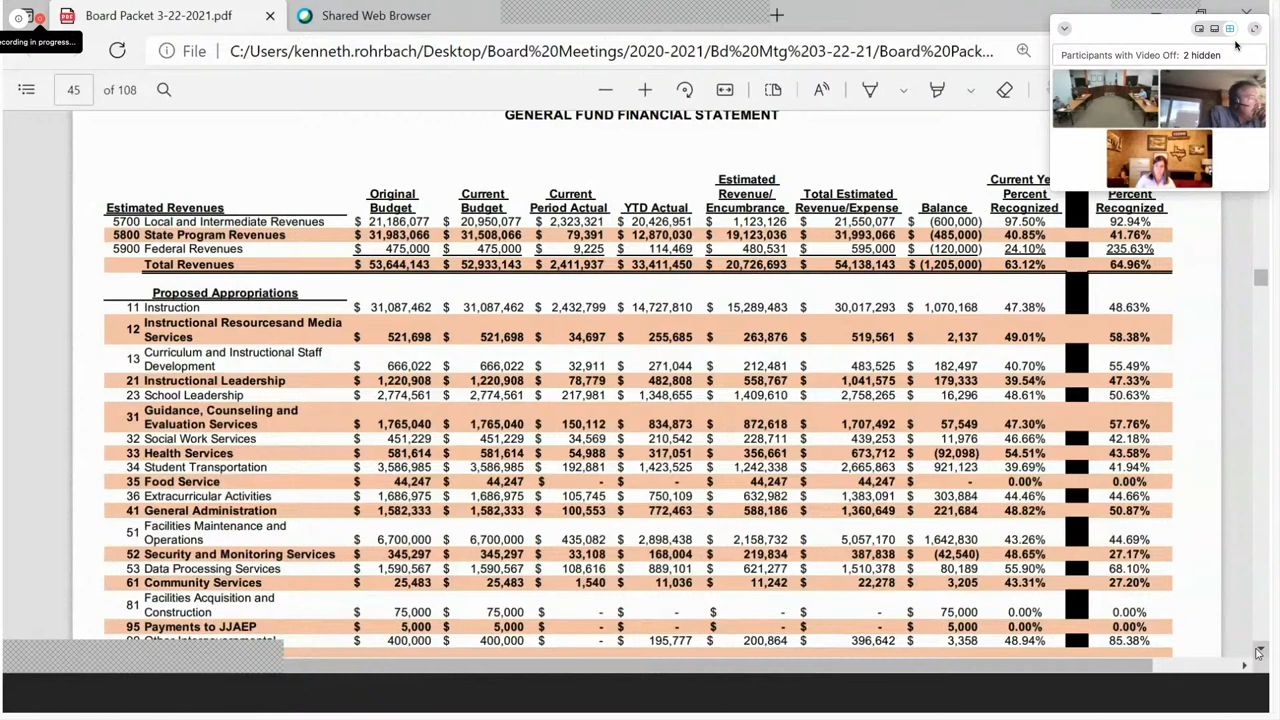 Board Packet 3-22-2021.pdf
Shared Web Browser
ecording in progress...
File C:/Users/kenneth.rohrbach/Desktop/Board%20Meetings/2020-2021/Bd%20Mtg%203-22-21/Board%20Pack...
Participants with Video Off: 2 hidden
45 of 108
GENERAL FUND FINANCIAL STATEMENT
Estimated Revenues Original Budget Current Budget Current Period Actual YTD Actual Estimated Revenue/ Encumbrance Total Estimated Revenue/Expense Balance Current Ye Percent Recognized Percent Recognized
5700 Local and Intermediate Revenues $ 21,186,077 $ 20,950,077 $ 2,323,321 $ 20,426,951 $ 1,123,126 $ 21,550,077 $ (600,000) 97.50% 92.94%
5800 State Program Revenues $ 31,983,066 $ 31,508,066 $ 79,391 $ 12,870,030 $ 19,123,036 $ 31,993,066 $ (485,000) 40.85% 41.76%
5900 Federal Revenues $ 475,000 $ 475,000 $ 9,225 $ 114,469 $ 480,531 $ 595,000 $ (120,000) 24.10% 235.63%
Total Revenues $ 53,644,143 $ 52,933,143 $ 2,411,937 $ 33,411,450 $ 20,726,693 $ 54,138,143 $ (1,205,000) 63.12% 64.96%
Proposed Appropriations
11 Instruction $ 31,087,462 $ 31,087,462 $ 2,432,799 $ 14,727,810 $ 15,289,483 $ 30,017,293 $ 1,070,168 47.38% 48.63%
12 Instructional Resourcesand Media
Services $ 521,698 $ 521,698 $ 34,697 $ 255,685 $ 263,876 $ 519,561 $ 2,137 49.01% 58.38%
13 Curriculum and Instructional Staff
Development $ 666,022 $ 666,022 $ 32,911 $ 271,044 $ 212,481 $ 483,525 $ 182,497 40.70% 55.49%
21 Instructional Leadership $ 1,220,908 $ 1,220,908 $ 78,779 $ 482,808 $ 558,767 $ 1,041,575 $ 179,333 39.54% 47.33%
23 School Leadership $ 2,774,561 $ 2,774,561 $ 217,981 $ 1,348,655 $ 1,409,610 $ 2,758,265 $ 16,296 48.61% 50.63%
31 Guidance, Counseling and
Evaluation Services $ 1,765,040 $ 1,765,040 $ 150,112 $ 834,873 $ 872,618 $ 1,707,492 $ 57,549 47.30% 57.76%
32 Social Work Services $ 451,229 $ 451,229 $ 34,569 $ 210,542 $ 228,711 $ 439,253 $ 11,976 46.66% 42.18%
33 Health Services $ 581,614 $ 581,614 $ 54,988 $ 317,051 $ 356,661 $ 673,712 $ (92,098) 54.51% 43.58%
34 Student Transportation $ 3,586,985 $ 3,586,985 $ 192,881 $ 1,423,525 $ 1,242,338 $ 2,665,863 $ 921,123 39.69% 41.94%
35 Food Service $ 44,247 $ 44,247 $ - $ - $ 44,247 $ 44,247 $ - 0.00% 0.00%
36 Extracurricular Activities $ 1,686,975 $ 1,686,975 $ 105,745 $ 750,109 $ 632,982 $ 1,383,091 $ 303,884 44.46% 44.66%
41 General Administration $ 1,582,333 $ 1,582,333 $ 100,553 $ 772,463 $ 588,186 $ 1,360,649 $ 221,684 48.82% 50.87%
51 Facilities Maintenance and
Operations $ 6,700,000 $ 6,700,000 $ 435,082 $ 2,898,438 $ 2,158,732 $ 5,057,170 $ 1,642,830 43.26% 44.69%
52 Security and Monitoring Services $ 345,297 $ 345,297 $ 33,108 $ 168,004 $ 219,834 $ 387,838 $ (42,540) 48.65% 27.17%
53 Data Processing Services $ 1,590,567 $ 1,590,567 $ 108,616 $ 889,101 $ 621,277 $ 1,510,378 $ 80,189 55.90% 68.10%
61 Community Services $ 25,483 $ 25,483 $ 1,540 $ 11,036 $ 11,242 $ 22,278 $ 3,205 43.31% 27.20%
81 Facilities Acquisition and
Construction $ 75,000 $ 75,000 $ - $ - $ - $ - $ 75,000 0.00% 0.00%
95 Payments to JJAEP $ 5,000 $ 5,000 $ - $ - $ - $ - $ 5,000 0.00% 0.00%
$ 400,000 $ 400,000 $ - $ 195,777 $ 200,864 $ 396,642 $ 3,358 48.94% 85.38%